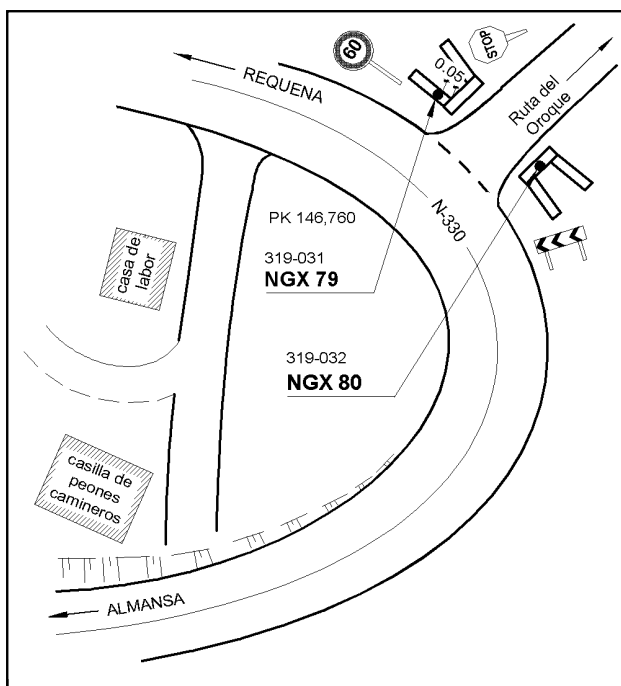 60
STOP
0.05
REQUENA
Ruta del
Oroque
N-330
PK 146,760
319-031
NGX 79
casa de
labor
319-032
NGX 80
casilla de
peones
camineros
ALMANSA